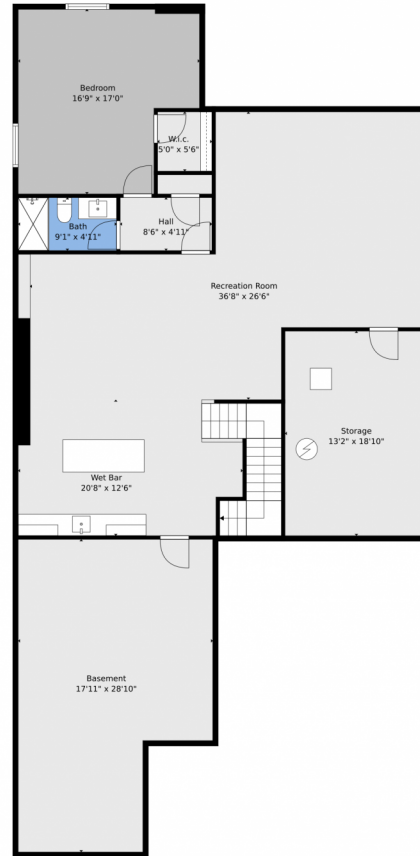 Bedroom
16'9" x 17'0"
W.i.c.
5'0" x 5'6"
Bath
9'1" x 4'11"
Hall
8'6" x 4'11"
Recreation Room
36'8" x 26'6"
Storage
13'2" x 18'10"
Wet Bar
20'8" x 12'6"
Basement
17'11" x 28'10"